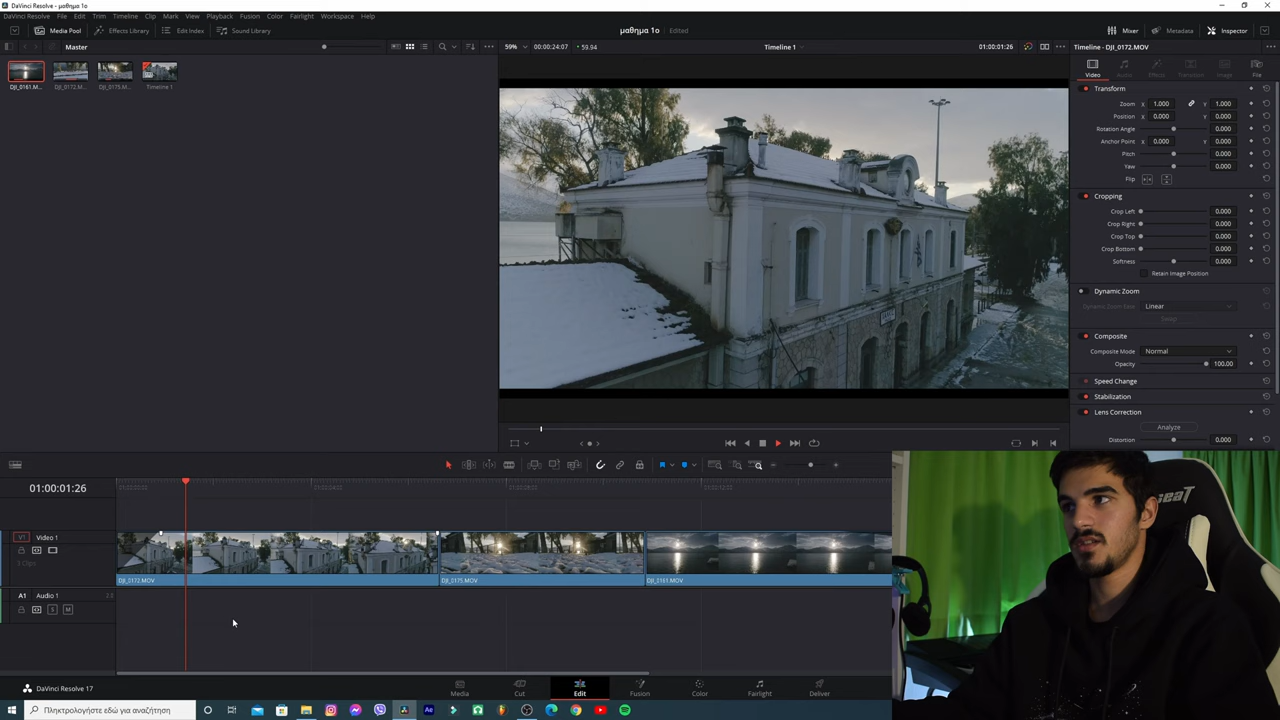 DaVinci Resolve - μαθημα 1ο
DaVinci Resolve File Edit Trim Timeline Clip Mark View Playback Fusion Color Fairlight Workspace Help
Media Pool Effects Library Edit Index Sound Library μαθημα 1ο Edited Mixer Metadata Inspector
Master 59% 00:00:24:07 59.94 Timeline 1 01:00:01:26 Timeline - DJI_0172.MOV
Video Audio Effects Transition Image File
DJI_0161.M... DJI_0172.M... DJI_0175.M... Timeline 1
Transform
Zoom X 1.000 Y 1.000
Position X 0.000 Y 0.000
Rotation Angle 0.000
Anchor Point X 0.000 Y 0.000
Pitch 0.000
Yaw 0.000
Flip
Cropping
Crop Left 0.000
Crop Right 0.000
Crop Top 0.000
Crop Bottom 0.000
Softness 0.000
Retain Image Position
Dynamic Zoom
Dynamic Zoom Ease Linear
Swap
Composite
Composite Mode Normal
Opacity 100.00
Speed Change
Stabilization
Lens Correction
Analyze
Distortion 0.000
01:00:01:26
V1 Video 1
3 Clips
DJI_0172.MOV DJI_0175.MOV DJI_0161.MOV
A1 Audio 1 2.0
S M
DaVinci Resolve 17 Media Cut Edit Fusion Color Fairlight Deliver
Πληκτρολογήστε εδώ για αναζήτηση
Ae